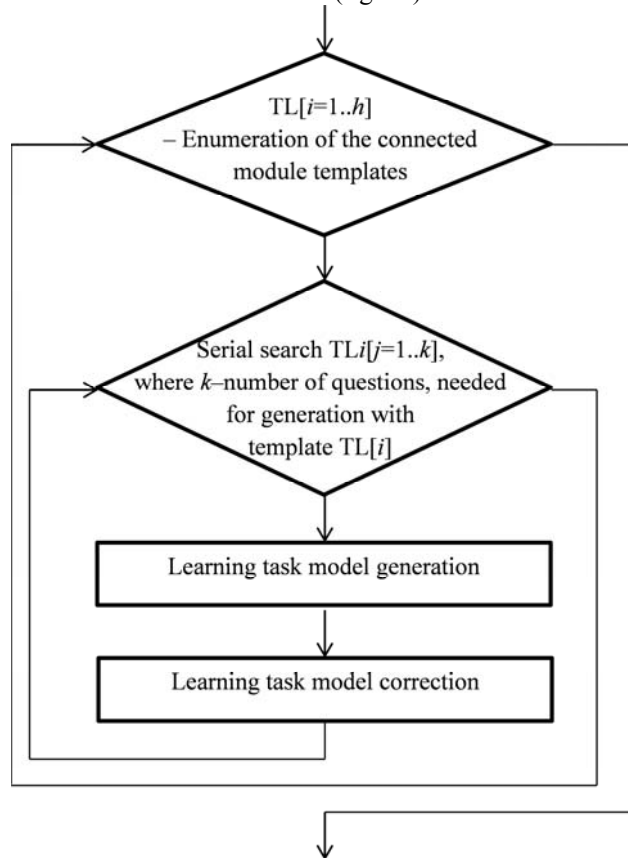 TL[i=1..h]
– Enumeration of the connected
module templates
Serial search TLi[j=1..k],
where k–number of questions, needed
for generation with
template TL[i]
Learning task model generation
Learning task model correction